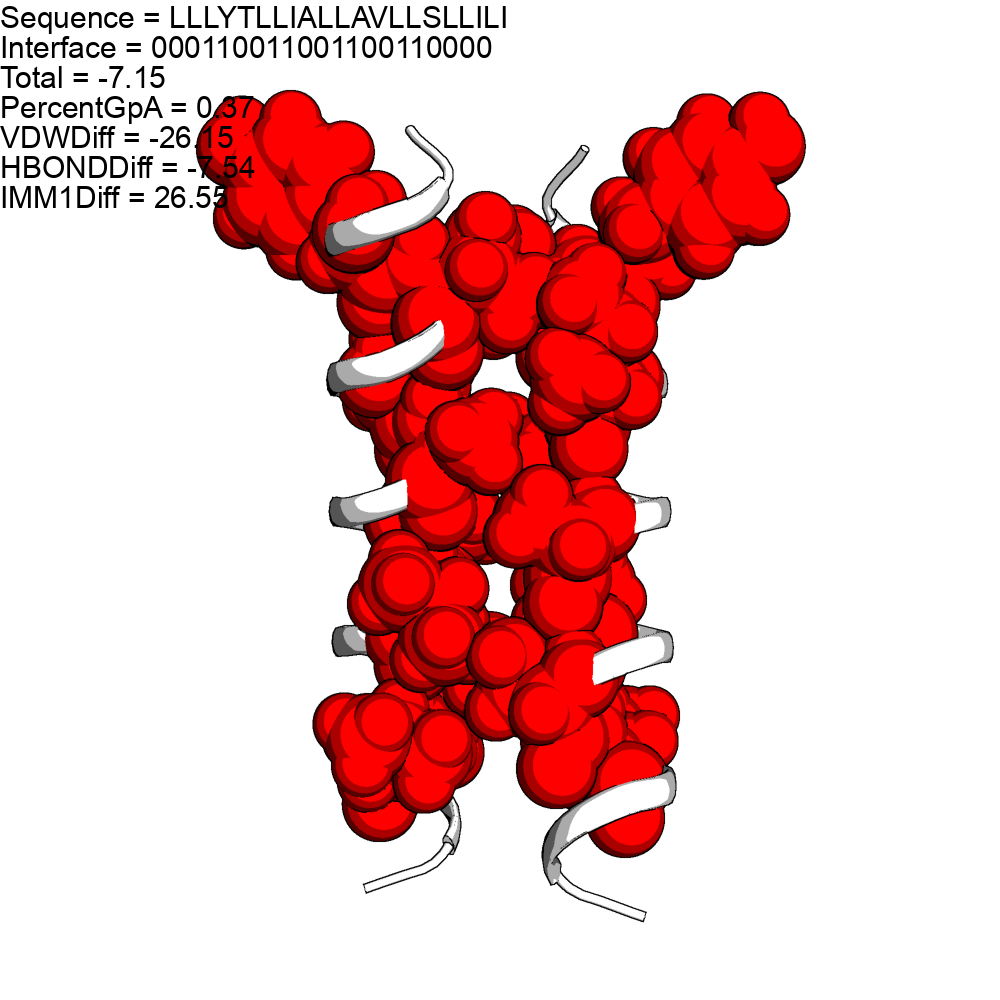 Sequence = LLLYTLLIALLAVLLSLLILI
Interface = 000110011001100110000
Total = -7.15
PercentGpA = 0.37
VDWDiff = -26.15
HBONDDiff = -7.54
IMM1Diff = 26.55